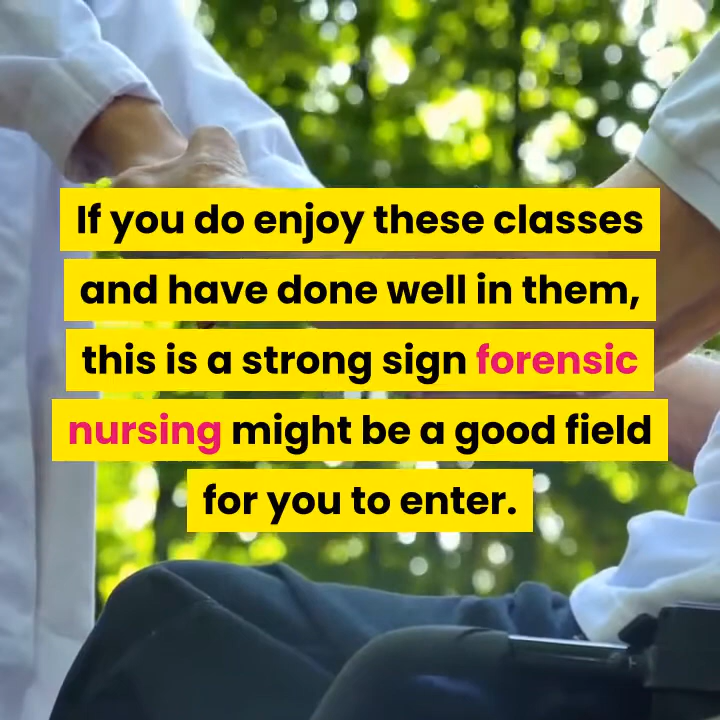 If you do enjoy these classes
and have done well in them,
this is a strong sign forensic
nursing might be a good field
for you to enter.